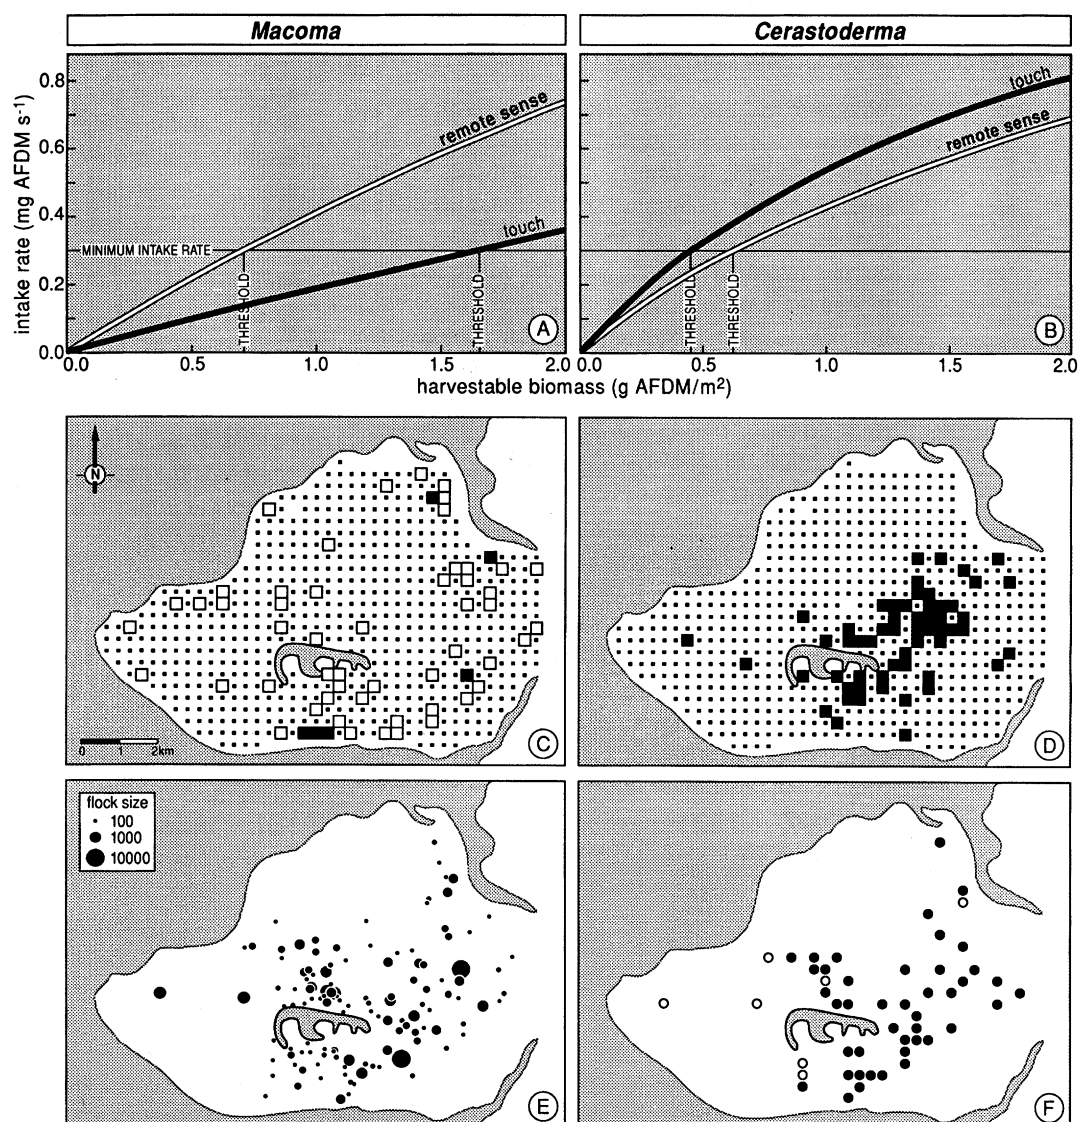 Macoma
Cerastoderma
intake rate (mg AFDM s⁻¹)
0.8
0.6
0.4
0.2
0.0
remote sense
touch
MINIMUM INTAKE RATE
THRESHOLD
THRESHOLD
A
0.0 0.5 1.0 1.5 2.0
touch
remote sense
THRESHOLD
THRESHOLD
B
0.0 0.5 1.0 1.5 2.0
harvestable biomass (g AFDM/m²)
N
0 1 2km
C
D
flock size
100
1000
10000
E
F